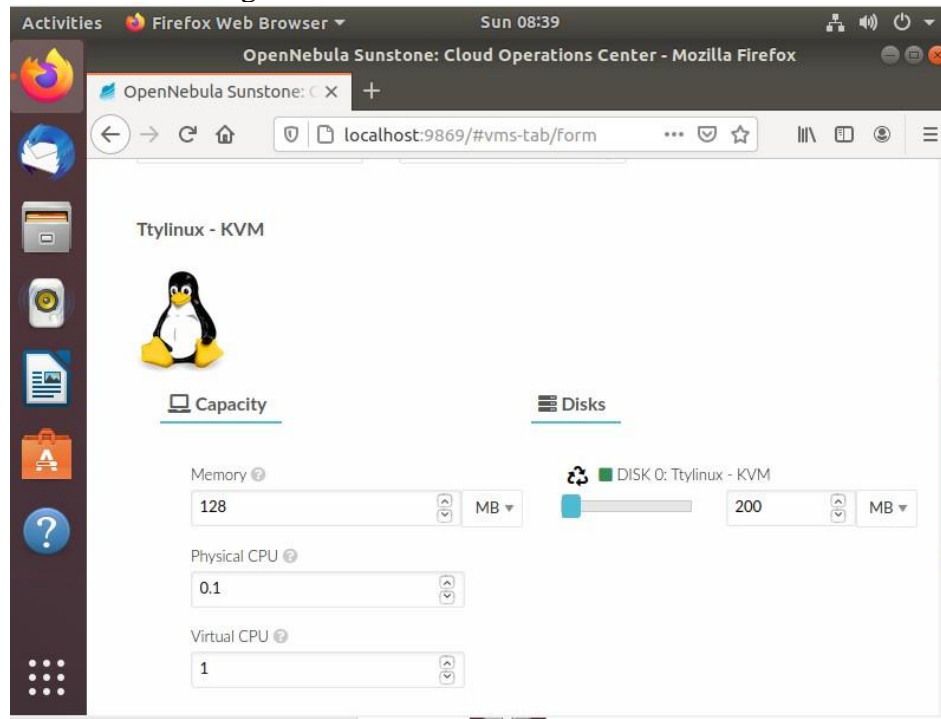 Activities Firefox Web Browser Sun 08:39
OpenNebula Sunstone: Cloud Operations Center - Mozilla Firefox
OpenNebula Sunstone: C
localhost:9869/#vms-tab/form
Ttylinux - KVM
Capacity Disks
Memory DISK 0: Ttylinux - KVM
128 MB 200 MB
Physical CPU
0.1
Virtual CPU
1